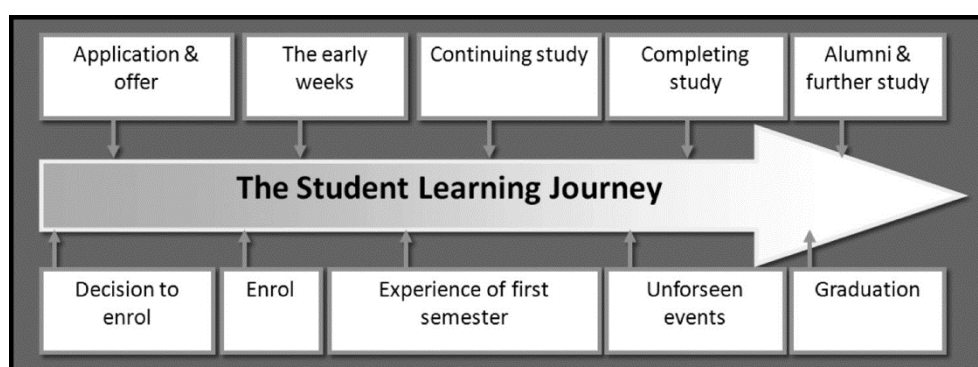 Application &
offer
The early
weeks
Continuing study
Completing
study
Alumni &
further study
The Student Learning Journey
Decision to
enrol
Enrol
Experience of first
semester
Unforseen
events
Graduation